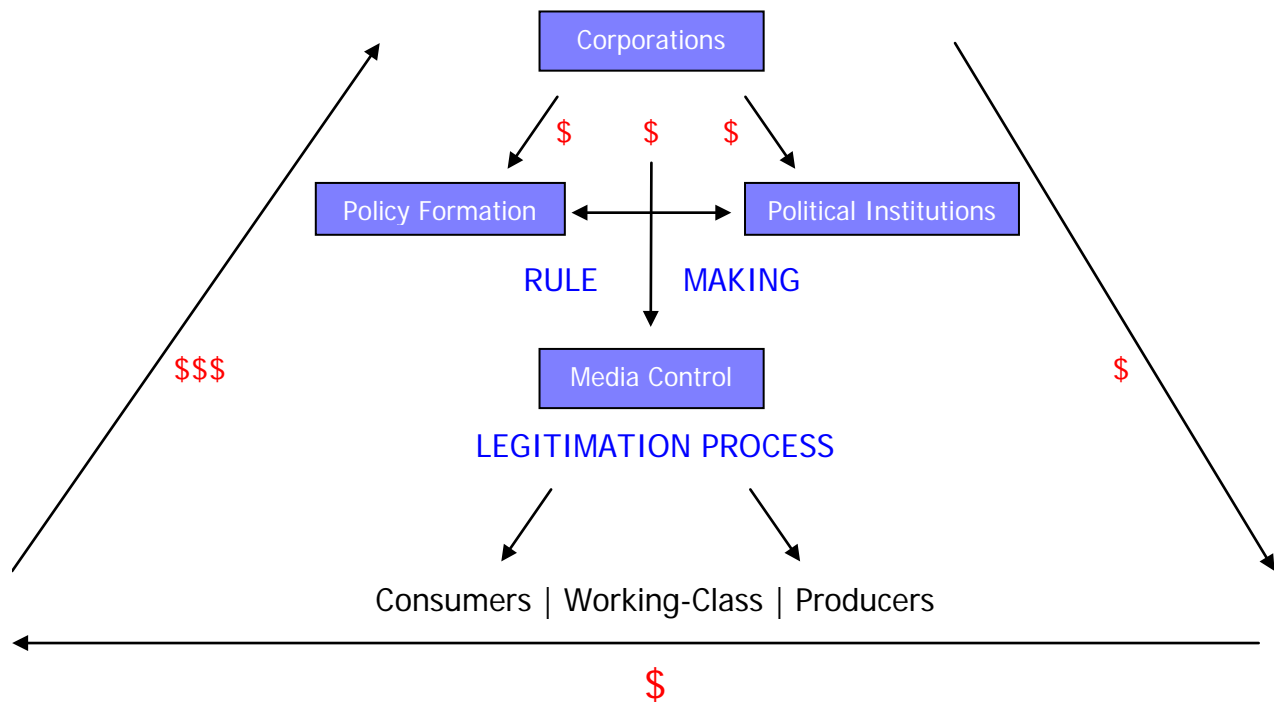 Corporations
$ $ $
Policy Formation Political Institutions
RULE MAKING
$$$ $
Media Control
LEGITIMATION PROCESS
Consumers | Working-Class | Producers
$